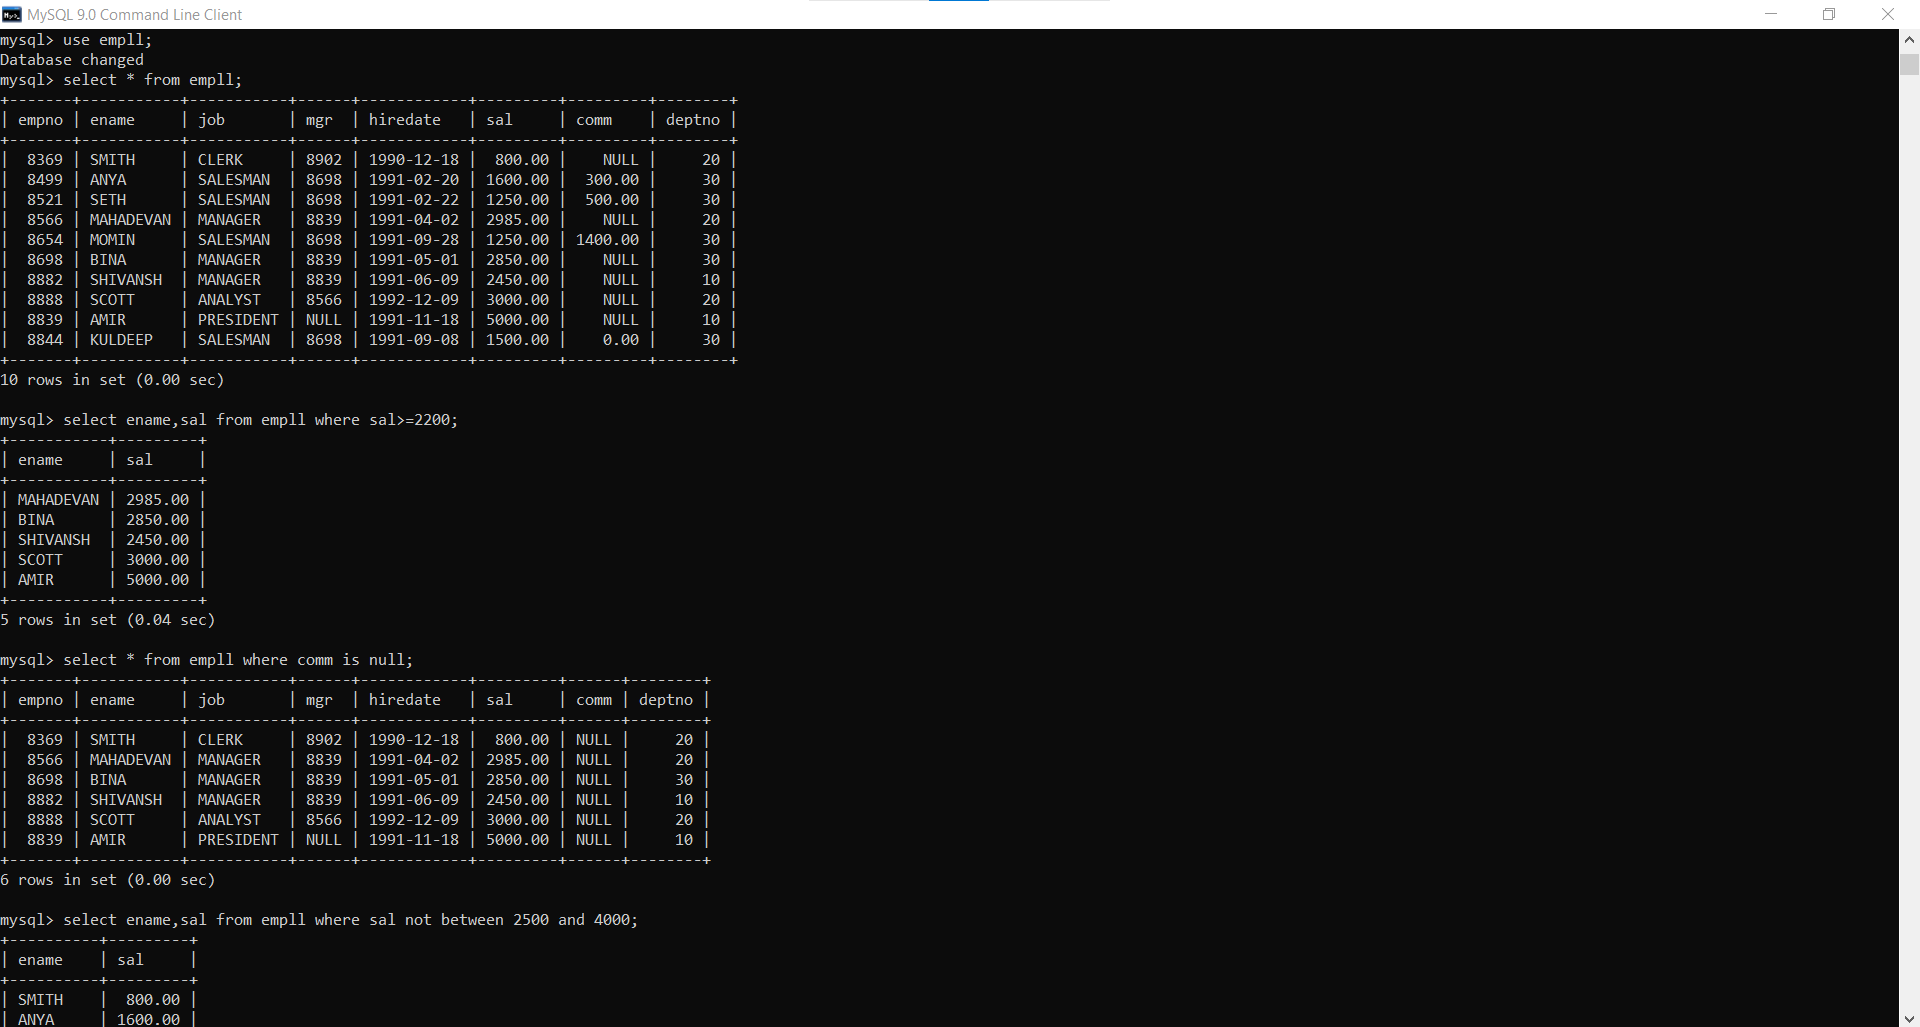 MySQL 9.0 Command Line Client
mysql> use empll;
Database changed
mysql> select * from empll;
+-------+-----------+-----------+------+------------+---------+---------+--------+
| empno | ename     | job       | mgr  | hiredate   | sal     | comm    | deptno |
+-------+-----------+-----------+------+------------+---------+---------+--------+
|  8369 | SMITH     | CLERK     | 8902 | 1990-12-18 |  800.00 |    NULL |     20 |
|  8499 | ANYA      | SALESMAN  | 8698 | 1991-02-20 | 1600.00 |  300.00 |     30 |
|  8521 | SETH      | SALESMAN  | 8698 | 1991-02-22 | 1250.00 |  500.00 |     30 |
|  8566 | MAHADEVAN | MANAGER   | 8839 | 1991-04-02 | 2985.00 |    NULL |     20 |
|  8654 | MOMIN     | SALESMAN  | 8698 | 1991-09-28 | 1250.00 | 1400.00 |     30 |
|  8698 | BINA      | MANAGER   | 8839 | 1991-05-01 | 2850.00 |    NULL |     30 |
|  8882 | SHIVANSH  | MANAGER   | 8839 | 1991-06-09 | 2450.00 |    NULL |     10 |
|  8888 | SCOTT     | ANALYST   | 8566 | 1992-12-09 | 3000.00 |    NULL |     20 |
|  8839 | AMIR      | PRESIDENT | NULL | 1991-11-18 | 5000.00 |    NULL |     10 |
|  8844 | KULDEEP   | SALESMAN  | 8698 | 1991-09-08 | 1500.00 |    0.00 |     30 |
+-------+-----------+-----------+------+------------+---------+---------+--------+
10 rows in set (0.00 sec)
mysql> select ename,sal from empll where sal>=2200;
+-----------+---------+
| ename     | sal     |
+-----------+---------+
| MAHADEVAN | 2985.00 |
| BINA      | 2850.00 |
| SHIVANSH  | 2450.00 |
| SCOTT     | 3000.00 |
| AMIR      | 5000.00 |
+-----------+---------+
5 rows in set (0.04 sec)
mysql> select * from empll where comm is null;
+-------+-----------+-----------+------+------------+---------+------+--------+
| empno | ename     | job       | mgr  | hiredate   | sal     | comm | deptno |
+-------+-----------+-----------+------+------------+---------+------+--------+
|  8369 | SMITH     | CLERK     | 8902 | 1990-12-18 |  800.00 | NULL |     20 |
|  8566 | MAHADEVAN | MANAGER   | 8839 | 1991-04-02 | 2985.00 | NULL |     20 |
|  8698 | BINA      | MANAGER   | 8839 | 1991-05-01 | 2850.00 | NULL |     30 |
|  8882 | SHIVANSH  | MANAGER   | 8839 | 1991-06-09 | 2450.00 | NULL |     10 |
|  8888 | SCOTT     | ANALYST   | 8566 | 1992-12-09 | 3000.00 | NULL |     20 |
|  8839 | AMIR      | PRESIDENT | NULL | 1991-11-18 | 5000.00 | NULL |     10 |
+-------+-----------+-----------+------+------------+---------+------+--------+
6 rows in set (0.00 sec)
mysql> select ename,sal from empll where sal not between 2500 and 4000;
+----------+---------+
| ename    | sal     |
+----------+---------+
| SMITH    |  800.00 |
| ANYA     | 1600.00 |